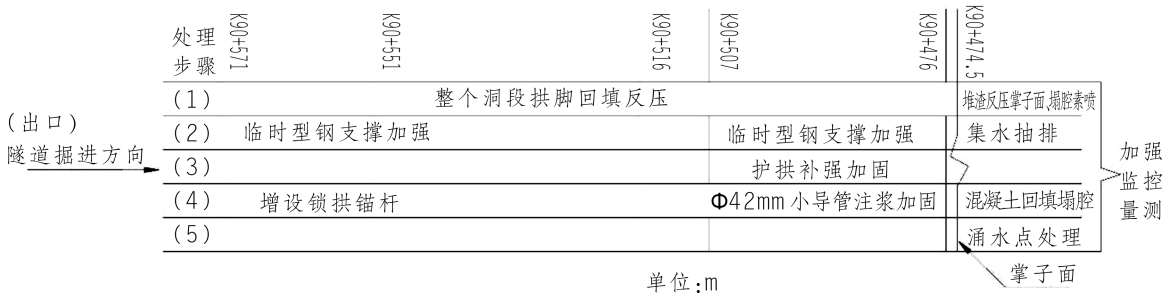 处理
步骤
K90+571
K90+551
K90+516
K90+507
K90+476
K90+474.5
(1) 整个洞段拱脚回填反压 堆渣反压掌子面、塌腔素喷
(出口)
隧道掘进方向
(2) 临时型钢支撑加强 临时型钢支撑加强 集水抽排
(3) 护拱补强加固
(4) 增设锁拱锚杆 Φ42mm小导管注浆加固 混凝土回填塌腔
(5) 涌水点处理
加强
监控
量测
掌子面
单位:m